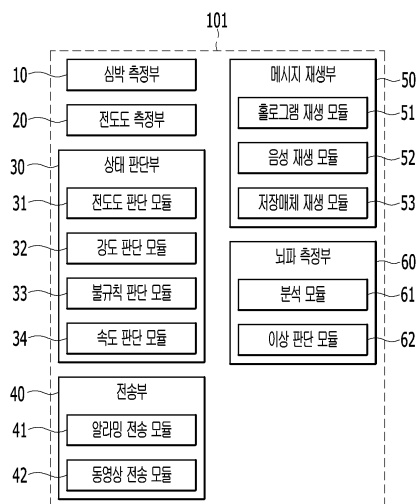 101
10 심박 측정부
20 전도도 측정부
30 상태 판단부
31 전도도 판단 모듈
32 강도 판단 모듈
33 불규칙 판단 모듈
34 속도 판단 모듈
40 전송부
41 알라밍 전송 모듈
42 동영상 전송 모듈
메시지 재생부 50
홀로그램 재생 모듈 51
음성 재생 모듈 52
저장매체 재생 모듈 53
뇌파 측정부 60
분석 모듈 61
이상 판단 모듈 62